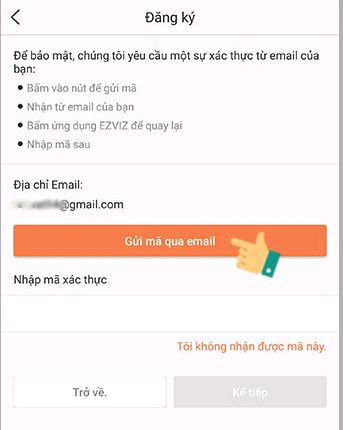 Đăng ký
Để bảo mật, chúng tôi yêu cầu một sự xác thực từ email của
bạn:
Bấm vào nút để gửi mã
Nhận từ email của bạn
Bấm ứng dụng EZVIZ để quay lại
Nhập mã sau
Địa chỉ Email:
@gmail.com
Gửi mã qua email
Nhập mã xác thực
Tôi không nhận được mã này.
Trở về.
Kế tiếp